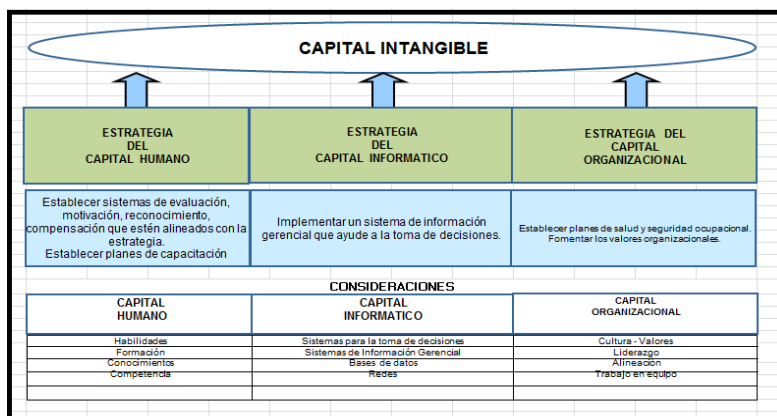 CAPITAL INTANGIBLE
ESTRATEGIA
DEL
CAPITAL HUMANO
ESTRATEGIA
DEL
CAPITAL INFORMATICO
ESTRATEGIA DEL
CAPITAL
ORGANIZACIONAL
Establecer sistemas de evaluación,
motivación, reconocimiento,
compensación que estén alineados con la
estrategia.
Establecer planes de capacitación
Implementar un sistema de información
gerencial que ayude a la toma de decisiones.
Establecer planes de salud y seguridad ocupacional.
Fomentar los valores organizacionales.
CONSIDERACIONES
CAPITAL
HUMANO
CAPITAL
INFORMATICO
CAPITAL
ORGANIZACIONAL
Habilidades
Sistemas para la toma de decisiones
Cultura - Valores
Formación
Sistemas de Información Gerencial
Liderazgo
Conocimientos
Bases de datos
Alineación
Competencia
Redes
Trabajo en equipo